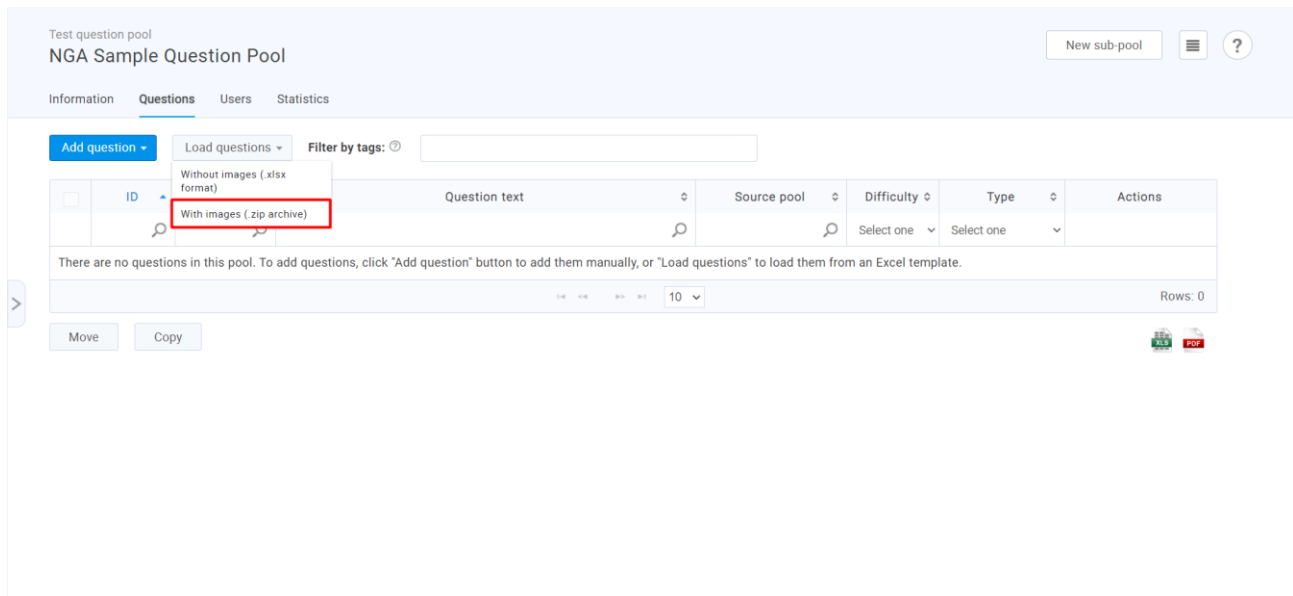 Test question pool
NGA Sample Question Pool
New sub-pool
?
Information Questions Users Statistics
Add question Load questions Filter by tags: ?
Without images (.xlsx
format)
With images (.zip archive)
ID Question text Source pool Difficulty Type Actions
Select one Select one
There are no questions in this pool. To add questions, click "Add question" button to add them manually, or "Load questions" to load them from an Excel template.
10 Rows: 0
Move Copy
XLS PDF